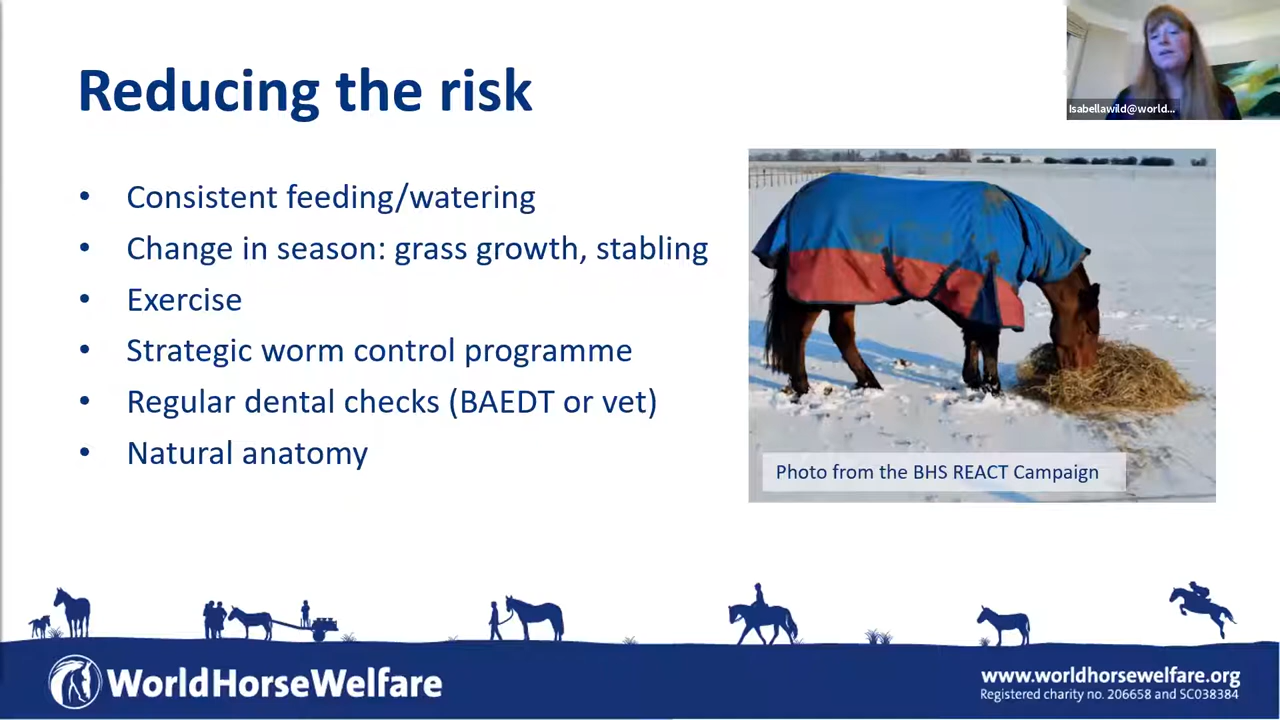 Reducing the risk
Isabellawild@world...
• Consistent feeding/watering
• Change in season: grass growth, stabling
• Exercise
• Strategic worm control programme
• Regular dental checks (BAEDT or vet)
• Natural anatomy
Photo from the BHS REACT Campaign
WorldHorseWelfare
www.worldhorsewelfare.org
Registered charity no. 206658 and SC038384